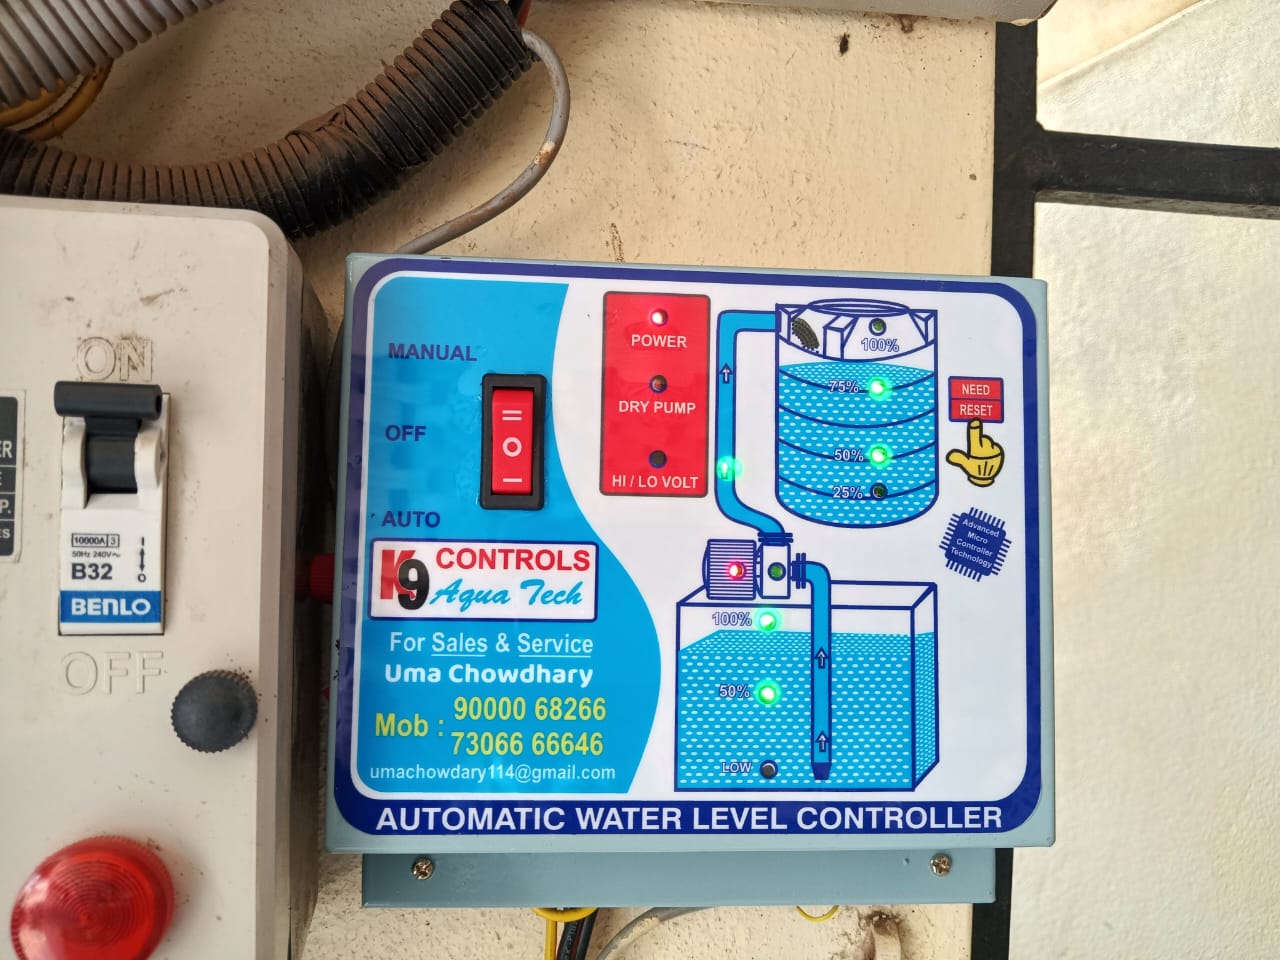 ON
10000A 3
50Hz 240V~
B32
BENLO
OFF
MANUAL
OFF
AUTO
K9 CONTROLS
Aqua Tech
For Sales & Service
Uma Chowdhary
Mob : 90000 68266
73066 66646
umachowdary114@gmail.com
POWER
DRY PUMP
HI / LO VOLT
100%
75%
50%
25%
NEED
RESET
Advanced
Micro
Controller
Technology
100%
50%
LOW
AUTOMATIC WATER LEVEL CONTROLLER